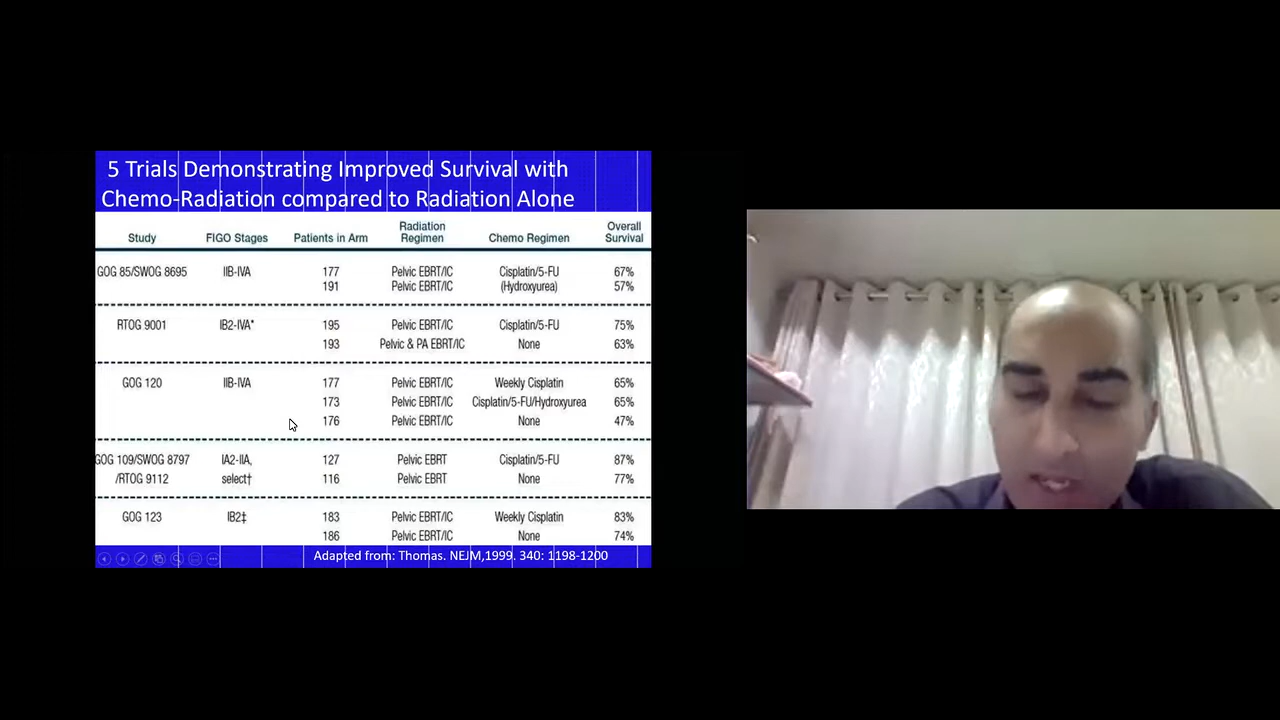 5 Trials Demonstrating Improved Survival with
Chemo-Radiation compared to Radiation Alone
Study FIGO Stages Patients in Arm Radiation Regimen Chemo Regimen Overall Survival
GOG 85/SWOG 8695 IIB-IVA 177 Pelvic EBRT/IC Cisplatin/5-FU 67%
191 Pelvic EBRT/IC (Hydroxyurea) 57%
RTOG 9001 IB2-IVA* 195 Pelvic EBRT/IC Cisplatin/5-FU 75%
193 Pelvic & PA EBRT/IC None 63%
GOG 120 IIB-IVA 177 Pelvic EBRT/IC Weekly Cisplatin 65%
173 Pelvic EBRT/IC Cisplatin/5-FU/Hydroxyurea 65%
176 Pelvic EBRT/IC None 47%
GOG 109/SWOG 8797 IA2-IIA, 127 Pelvic EBRT Cisplatin/5-FU 87%
/RTOG 9112 select† 116 Pelvic EBRT None 77%
GOG 123 IB2‡ 183 Pelvic EBRT/IC Weekly Cisplatin 83%
186 Pelvic EBRT/IC None 74%
Adapted from: Thomas. NEJM,1999. 340: 1198-1200